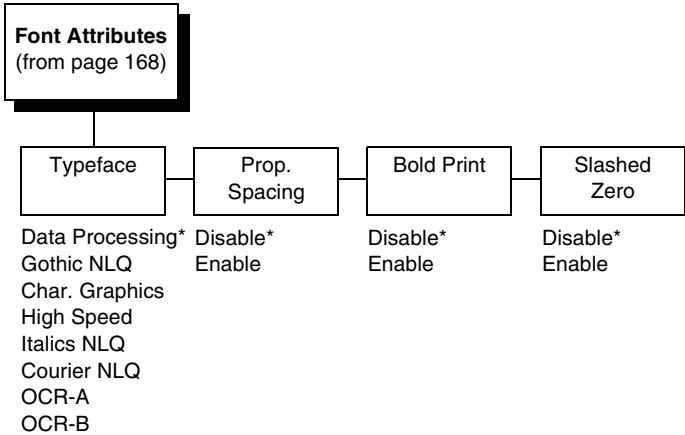 Font Attributes
(from page 168)
Typeface
Prop.
Spacing
Bold Print
Slashed
Zero
Data Processing*
Gothic NLQ
Char. Graphics
High Speed
Italics NLQ
Courier NLQ
OCR-A
OCR-B
Disable*
Enable
Disable*
Enable
Disable*
Enable